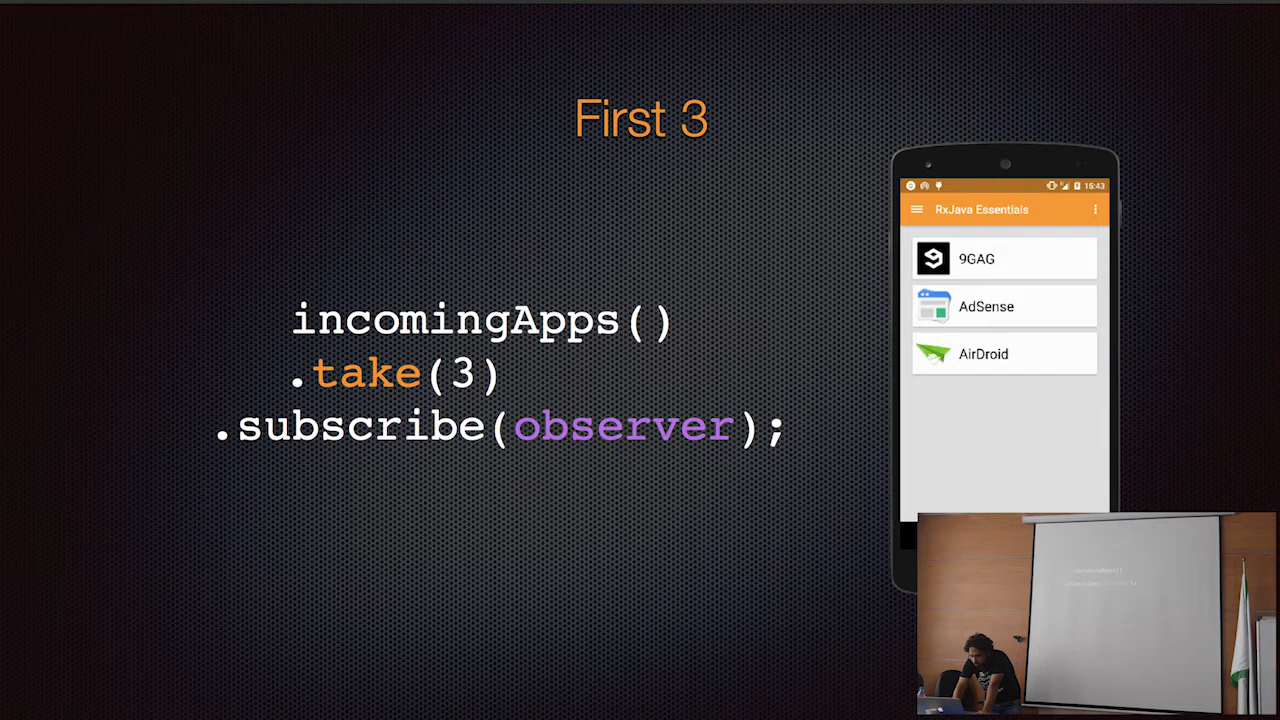 First 3
incomingApps()
.take(3)
.subscribe(observer);
15:43
RxJava Essentials
9GAG
AdSense
AirDroid